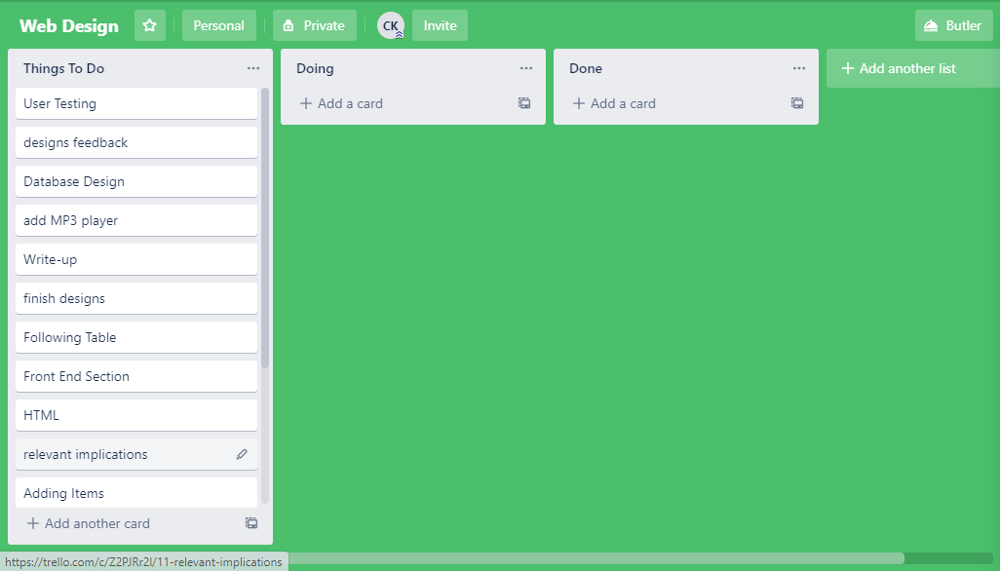 Web Design
Personal
Private
CK
Invite
Butler
Things To Do
User Testing
designs feedback
Database Design
add MP3 player
Write-up
finish designs
Following Table
Front End Section
HTML
relevant implications
Adding Items
Add another card
Doing
Add a card
Done
Add a card
Add another list
https://trello.com/c/Z2PJRr2I/11-relevant-implications